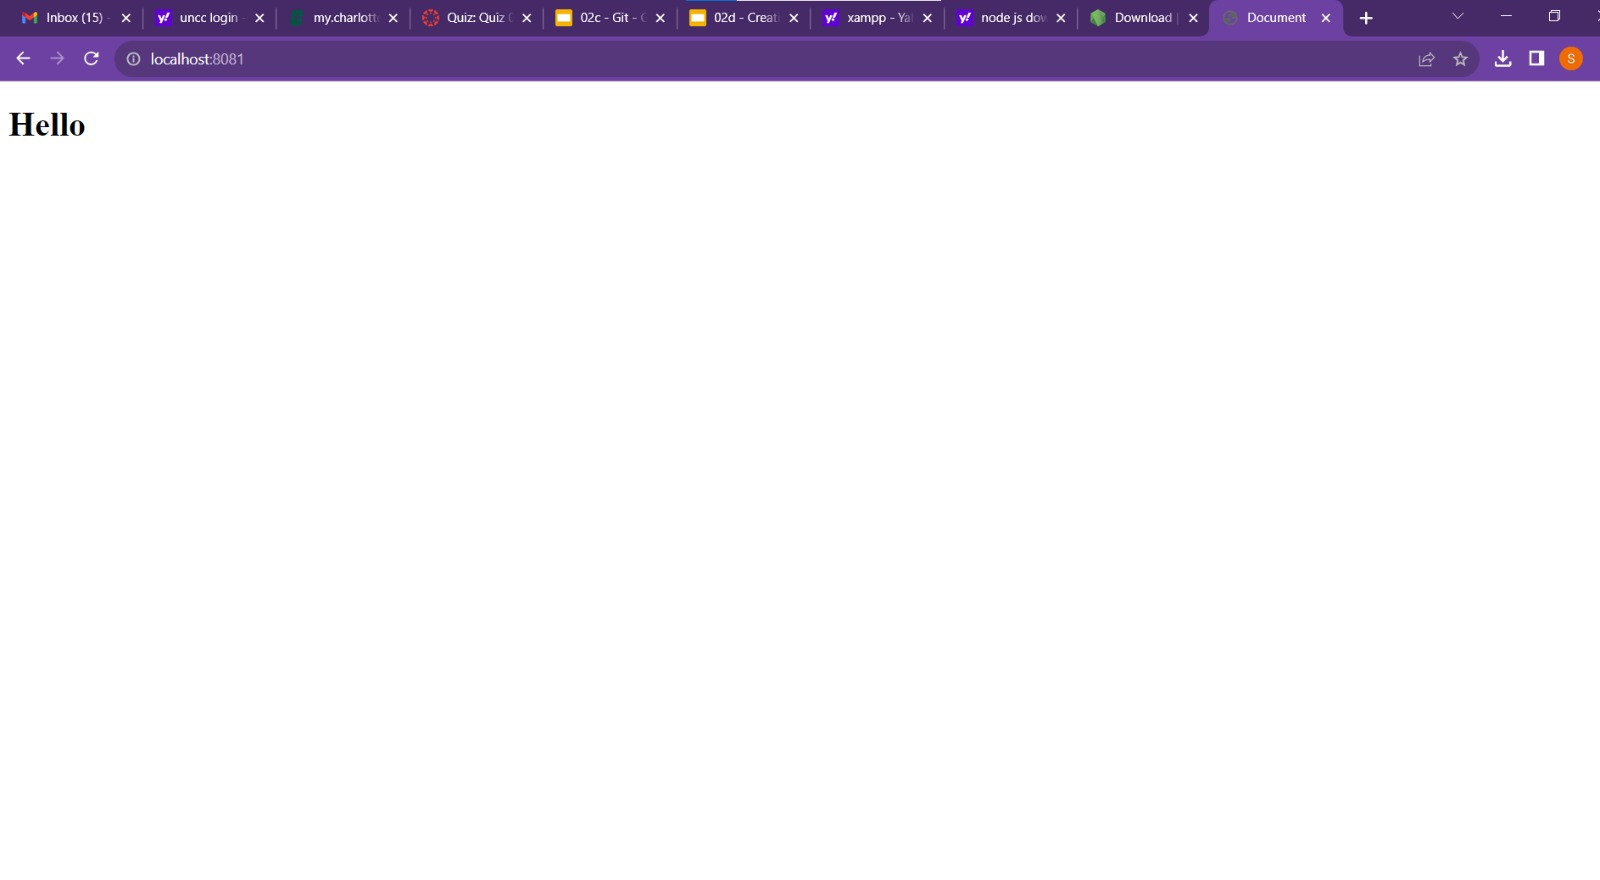 Inbox (15) - uncc login - my.charlott Quiz: Quiz 02c - Git - 02d - Creat xampp - Ya node js dow Download | Document
localhost:8081 S
Hello